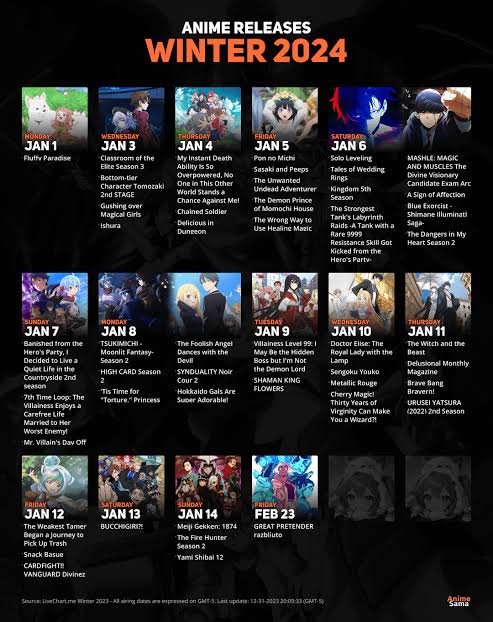 ANIME RELEASES
WINTER 2024
MONDAY
JAN 1
Fluffy Paradise
WEDNESDAY
JAN 3
Classroom of the
Elite Season 3
Bottom-tier
Character Tomozaki
2nd STAGE
Gushing over
Magical Girls
Ishura
THURSDAY
JAN 4
My Instant Death
Ability Is So
Overpowered, No
One in This Other
World Stands a
Chance Against Me!
Chained Soldier
Delicious in
Dungeon
FRIDAY
JAN 5
Pon no Michi
Sasaki and Peeps
The Unwanted
Undead Adventurer
The Demon Prince
of Momochi House
The Wrong Way to
Use Healing Magic
SATURDAY
JAN 6
Solo Leveling
Tales of Wedding
Rings
Kingdom 5th
Season
The Strongest
Tank's Labyrinth
Raids -A Tank with a
Rare 9999
Resistance Skill Got
Kicked from the
Hero's Party-
MASHLE: MAGIC
AND MUSCLES The
Divine Visionary
Candidate Exam Arc
A Sign of Affection
Blue Exorcist -
Shimane Illuminati
Saga-
The Dangers in My
Heart Season 2
SUNDAY
JAN 7
Banished from the
Hero's Party, I
Decided to Live a
Quiet Life in the
Countryside 2nd
season
7th Time Loop: The
Villainess Enjoys a
Carefree Life
Married to Her
Worst Enemy!
Mr. Villain's Day Off
MONDAY
JAN 8
TSUKIMICHI -
Moonlit Fantasy-
Season 2
HIGH CARD Season
2
'Tis Time for
"Torture," Princess
The Foolish Angel
Dances with the
Devil
SYNDUALITY Noir
Cour 2
Hokkaido Gals Are
Super Adorable!
TUESDAY
JAN 9
Villainess Level 99: I
May Be the Hidden
Boss but I'm Not
the Demon Lord
SHAMAN KING
FLOWERS
WEDNESDAY
JAN 10
Doctor Elise: The
Royal Lady with the
Lamp
Sengoku Youko
Metallic Rouge
Cherry Magic!
Thirty Years of
Virginity Can Make
You a Wizard?!
THURSDAY
JAN 11
The Witch and the
Beast
Delusional Monthly
Magazine
Brave Bang
Bravern!
URUSEI YATSURA
(2022) 2nd Season
FRIDAY
JAN 12
The Weakest Tamer
Began a Journey to
Pick Up Trash
Snack Basue
CARDFIGHT!!
VANGUARD Divinez
SATURDAY
JAN 13
BUCCHIGIRI?!
SUNDAY
JAN 14
Meiji Gekken: 1874
The Fire Hunter
Season 2
Yami Shibai 12
FRIDAY
FEB 23
GREAT PRETENDER
razbliuto
Source: LiveChart.me Winter 2023 - All airing dates are expressed on GMT-5. Last update: 12-31-2023 20:09:33 (GMT-5)
Anime
Sama